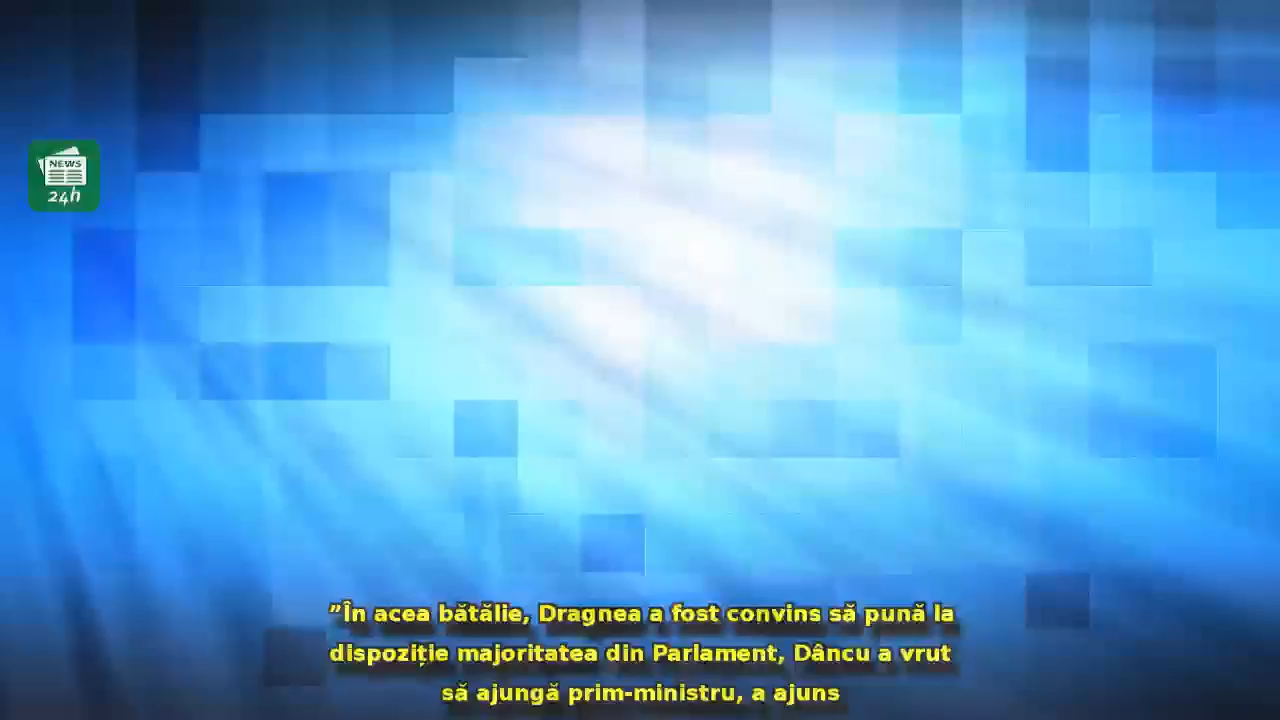 NEWS
24h
”În acea bătălie, Dragnea a fost convins să pună la
dispoziție majoritatea din Parlament, Dâncu a vrut
să ajungă prim-ministru, a ajuns